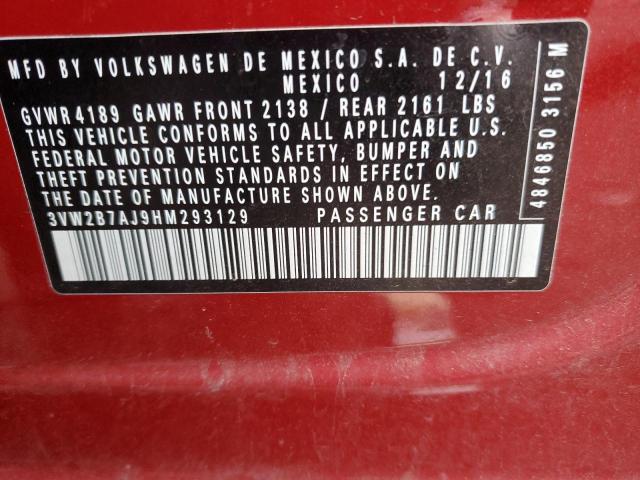 MFD BY VOLKSWAGEN DE MEXICO S.A. DE C.V.
MEXICO 12/16
GVWR 4189 GAWR FRONT 2138 / REAR 2161 LBS
THIS VEHICLE CONFORMS TO ALL APPLICABLE U.S.
FEDERAL MOTOR VEHICLE SAFETY, BUMPER AND
THEFT PREVENTION STANDARDS IN EFFECT ON
THE DATE OF MANUFACTURE SHOWN ABOVE.
3VW2B7AJ9HM293129 PASSENGER CAR
4846850 3156 M